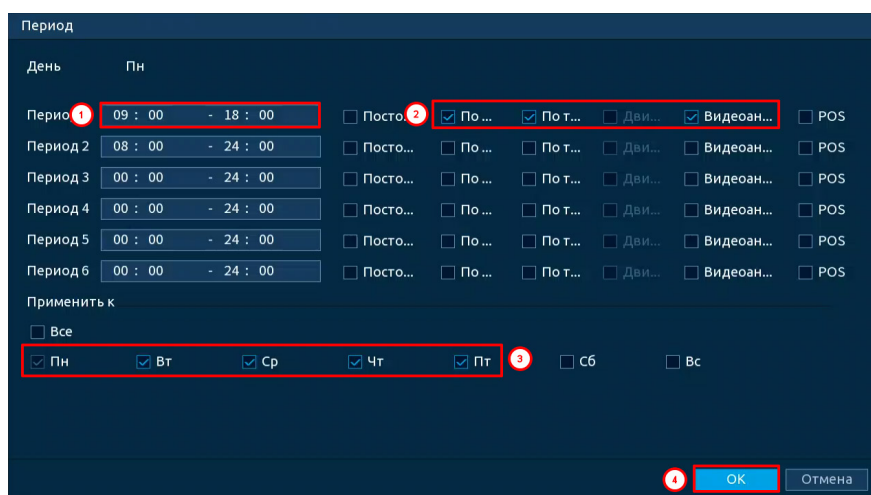 Период
День Пн
Перио 1 09 : 00 - 18 : 00 Посто... 2 По ... По т... Дви... Видеоан... POS
Период 2 08 : 00 - 24 : 00 Посто... По ... По т... Дви... Видеоан... POS
Период 3 00 : 00 - 24 : 00 Посто... По ... По т... Дви... Видеоан... POS
Период 4 00 : 00 - 24 : 00 Посто... По ... По т... Дви... Видеоан... POS
Период 5 00 : 00 - 24 : 00 Посто... По ... По т... Дви... Видеоан... POS
Период 6 00 : 00 - 24 : 00 Посто... По ... По т... Дви... Видеоан... POS
Применить к
Все
Пн Вт Ср Чт Пт 3 Сб Вс
4 OK Отмена